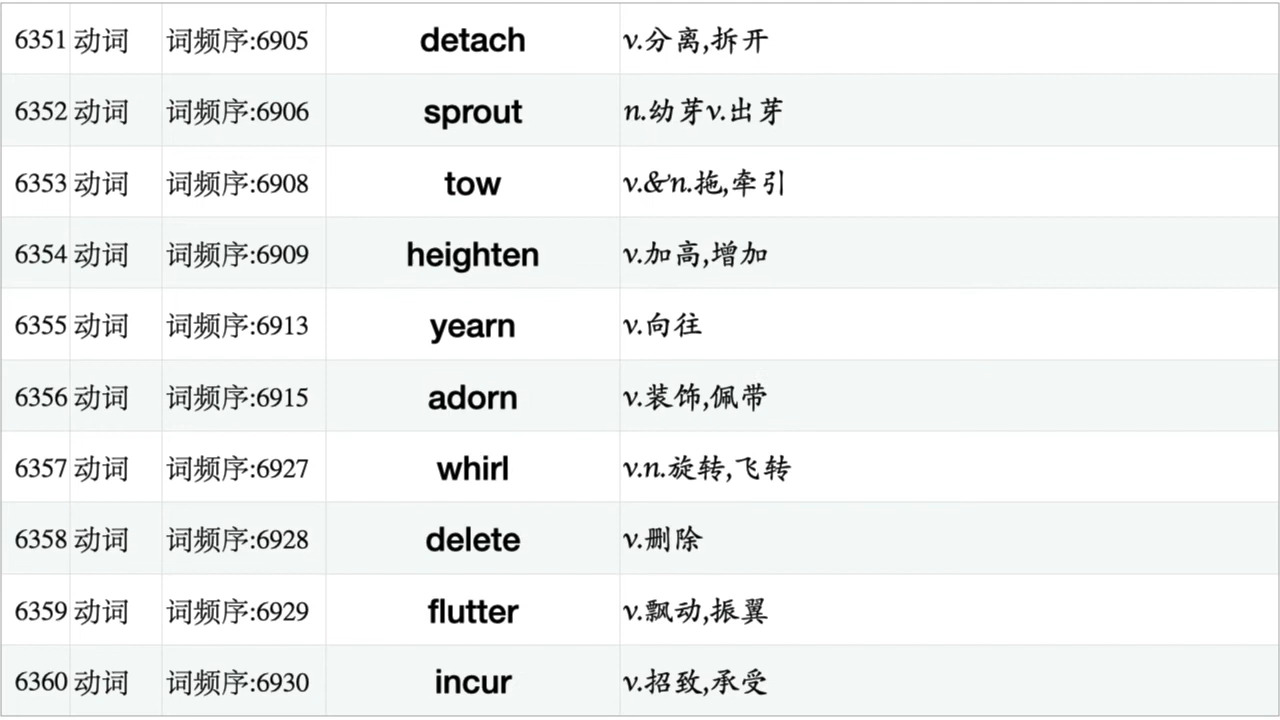 6351 动词 词频序:6905 detach v.分离,拆开
6352 动词 词频序:6906 sprout n.幼芽v.出芽
6353 动词 词频序:6908 tow v.&n.拖,牵引
6354 动词 词频序:6909 heighten v.加高,增加
6355 动词 词频序:6913 yearn v.向往
6356 动词 词频序:6915 adorn v.装饰,佩带
6357 动词 词频序:6927 whirl v.n.旋转,飞转
6358 动词 词频序:6928 delete v.删除
6359 动词 词频序:6929 flutter v.飘动,振翼
6360 动词 词频序:6930 incur v.招致,承受